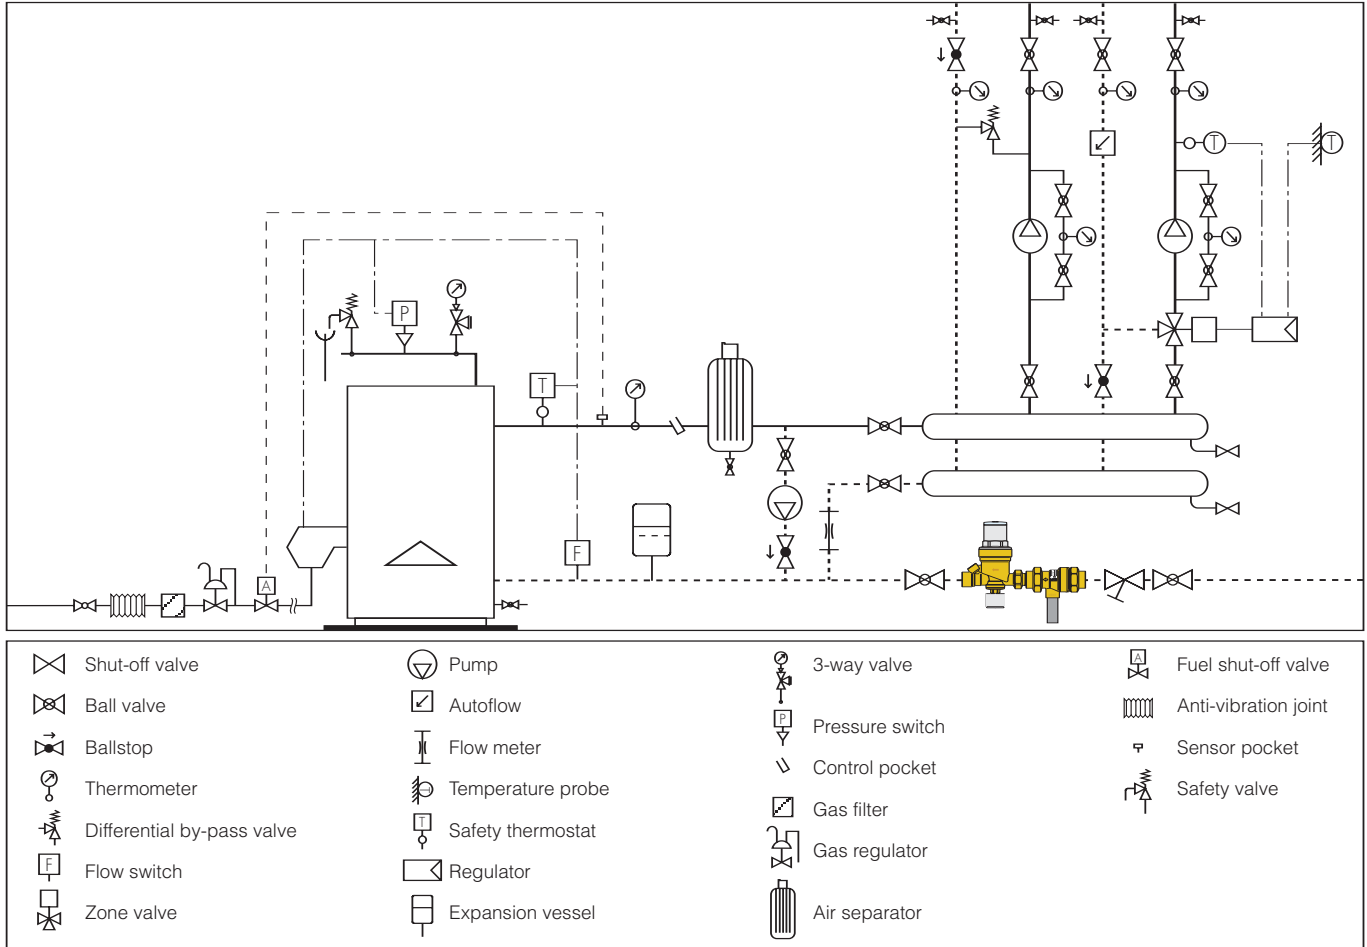 T
T
P
T
F
A
Shut-off valve
Ball valve
Ballstop
Thermometer
Differential by-pass valve
F
Flow switch
Zone valve
Pump
Autoflow
Flow meter
Temperature probe
T
Safety thermostat
Regulator
Expansion vessel
3-way valve
P
Pressure switch
Control pocket
Gas filter
Gas regulator
Air separator
A
Fuel shut-off valve
Anti-vibration joint
Sensor pocket
Safety valve